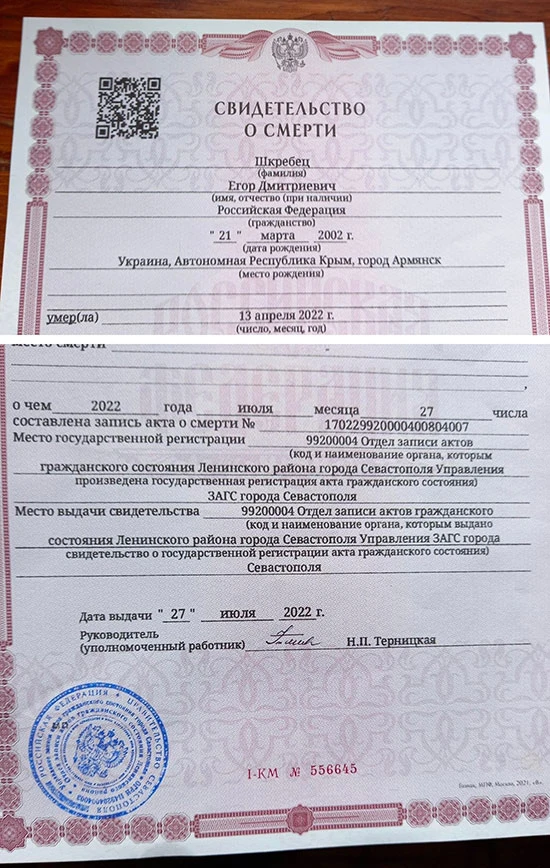 СВИДЕТЕЛЬСТВО
О СМЕРТИ
Шкребец
(фамилия)
Егор Дмитриевич
(имя, отчество (при наличии)
Российская Федерация
(гражданство)
" 21 " марта 2002 г.
(дата рождения)
Украина, Автономная Республика Крым, город Армянск
(место рождения)
умер(ла) 13 апреля 2022 г.
(число, месяц, год)
место смерти
,
о чем 2022 года июля месяца 27 числа
составлена запись акта о смерти № 170229920000400804007
Место государственной регистрации 99200004 Отдел записи актов
(код и наименование органа, которым
гражданского состояния Ленинского района города Севастополя Управления
произведена государственная регистрация акта гражданского состояния)
ЗАГС города Севастополя
Место выдачи свидетельства 99200004 Отдел записи актов гражданского
(код и наименование органа, которым выдано
состояния Ленинского района города Севастополя Управления ЗАГС города
свидетельство о государственной регистрации акта гражданского состояния)
Севастополя
Дата выдачи " 27 " июля 2022 г.
Руководитель
(уполномоченный работник) Н.П. Терницкая
РОССИЙСКАЯ ФЕДЕРАЦИЯ ПРАВИТЕЛЬСТВО СЕВАСТОПОЛЯ
I-КМ № 556645
Москва, 2021, «В».